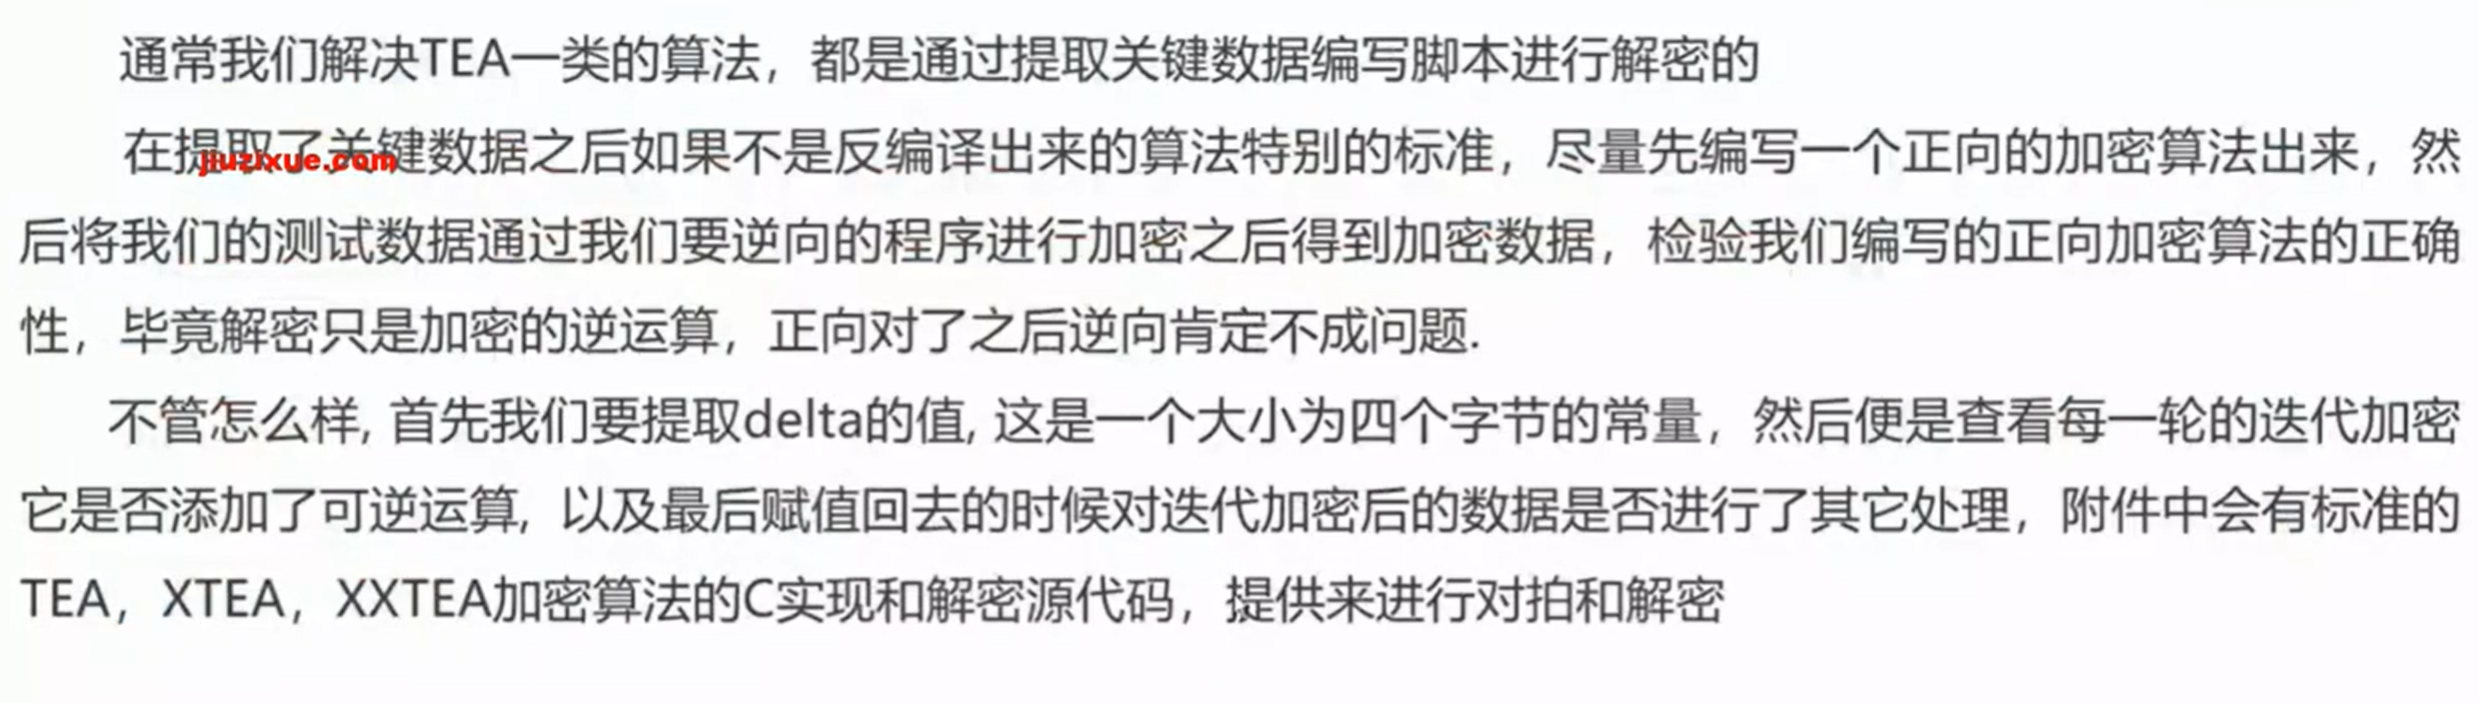 通常我们解决TEA一类的算法，都是通过提取关键数据编写脚本进行解密的
在提取了关键数据之后如果不是反编译出来的算法特别的标准，尽量先编写一个正向的加密算法出来，然
jiuzixue.com
后将我们的测试数据通过我们要逆向的程序进行加密之后得到加密数据，检验我们编写的正向加密算法的正确
性，毕竟解密只是加密的逆运算，正向对了之后逆向肯定不成问题.
不管怎么样, 首先我们要提取delta的值, 这是一个大小为四个字节的常量，然后便是查看每一轮的迭代加密
它是否添加了可逆运算, 以及最后赋值回去的时候对迭代加密后的数据是否进行了其它处理，附件中会有标准的
TEA，XTEA，XXTEA加密算法的C实现和解密源代码，提供来进行对拍和解密